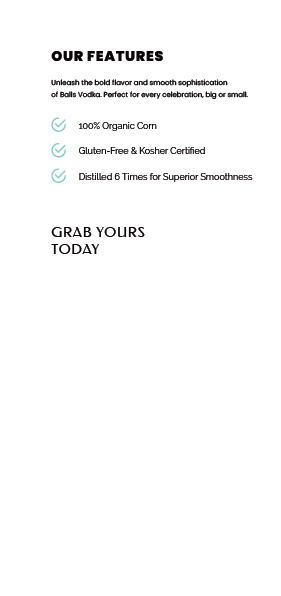 OUR FEATURES
Unleash the bold flavor and smooth sophistication
of Balls Vodka. Perfect for every celebration, big or small.
100% Organic Corn
Gluten-Free & Kosher Certified
Distilled 6 Times for Superior Smoothness
GRAB YOURS
TODAY